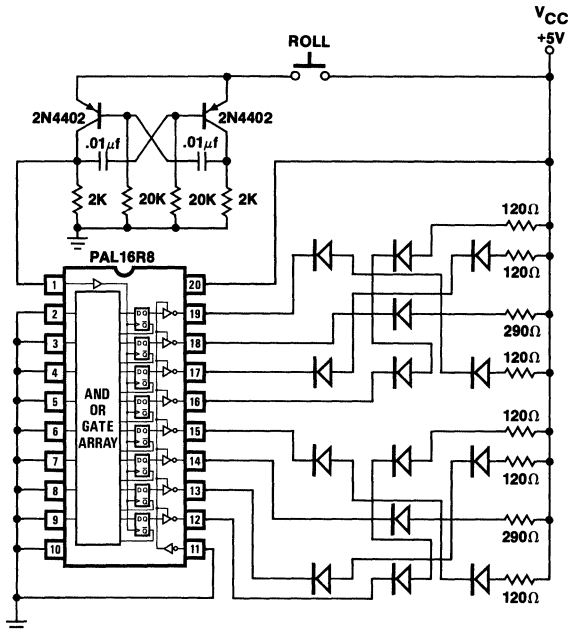 VCC
+5V
ROLL
2N4402
2N4402
.01µf
.01µf
2K
20K
20K
2K
PAL16R8
120Ω
120Ω
290Ω
120Ω
120Ω
120Ω
290Ω
120Ω
1
2
3
4
5
6
7
8
9
10
AND
OR
GATE
ARRAY
20
19
18
17
16
15
14
13
12
11